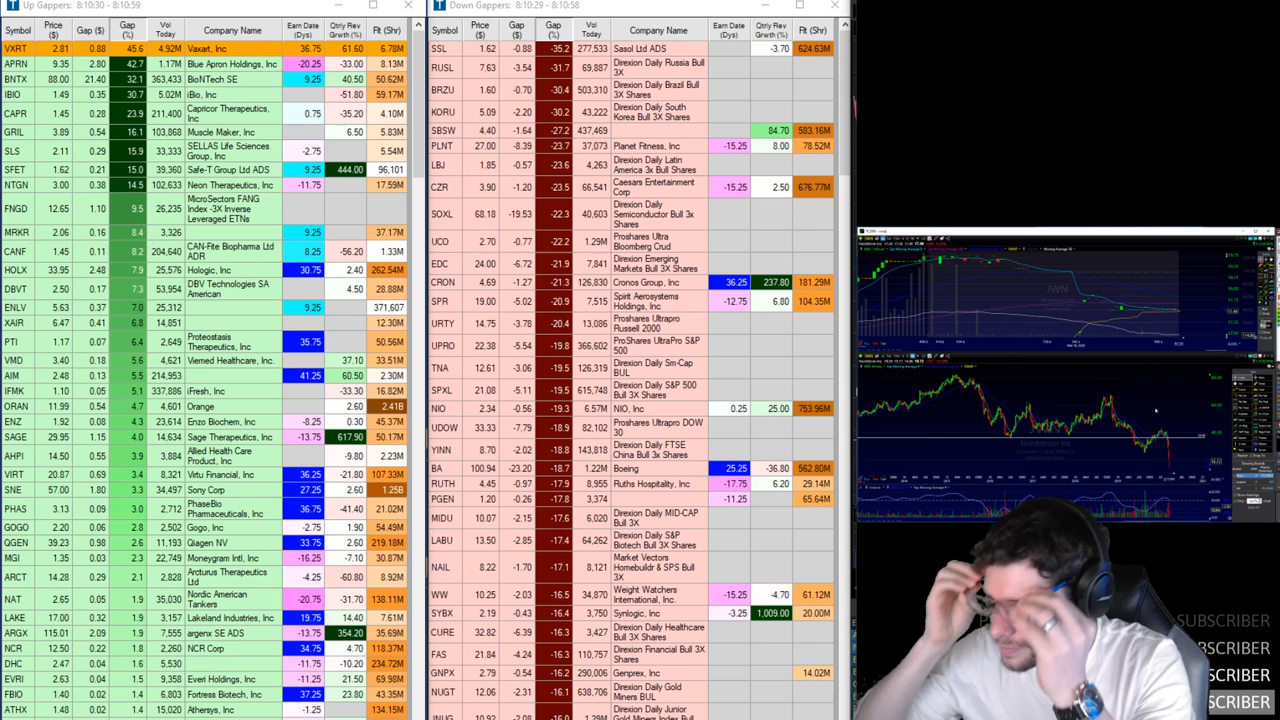 Up Gappers: 8:10:30 - 8:10:59
Symbol Price ($) Gap ($) Gap (%) Vol Today Company Name Earn Date (Dys) Qtrly Rev Grwth (%) Flt (Shr)
VXRT 2.81 0.88 45.6 4.92M Vaxart, Inc 36.75 61.60 6.78M
APRN 9.35 2.80 42.7 1.17M Blue Apron Holdings, Inc -20.25 -33.00 8.13M
BNTX 88.00 21.40 32.1 363,433 BioNTech SE 9.25 40.50 50.62M
IBIO 1.49 0.35 30.7 5.02M iBio, Inc -51.80 59.17M
CAPR 1.45 0.28 23.9 211,400 Capricor Therapeutics, Inc 0.75 -35.20 4.10M
GRIL 3.89 0.54 16.1 103,868 Muscle Maker, Inc 6.50 5.83M
SLS 2.11 0.29 15.9 33,333 SELLAS Life Sciences Group, Inc -2.75 5.54M
SFET 1.62 0.21 15.0 39,360 Safe-T Group Ltd ADS 9.25 444.00 96,101
NTGN 3.00 0.38 14.5 102,633 Neon Therapeutics, Inc -11.75 17.59M
FNGD 12.65 1.10 9.5 26,235 MicroSectors FANG Index -3X Inverse Leveraged ETNs
MRKR 2.06 0.16 8.4 3,326 9.25 37.17M
CANF 1.45 0.11 8.2 204,640 CAN-Fite Biopharma Ltd ADR 8.25 -56.20 1.33M
HOLX 33.95 2.48 7.9 25,576 Hologic, Inc 30.75 2.40 262.54M
DBVT 2.50 0.17 7.3 53,954 DBV Technologies SA American 4.50 28.88M
ENLV 5.63 0.37 7.0 25,312 9.25 371,607
XAIR 6.47 0.41 6.8 14,851 12.30M
PTI 1.17 0.07 6.4 2,649 Proteostasis Therapeutics, Inc 35.75 50.56M
VMD 3.40 0.18 5.6 4,621 Viemed Healthcare, Inc. 37.10 33.51M
AIM 2.48 0.13 5.5 217,953 41.25 60.50 2.30M
IFMK 1.10 0.05 5.1 337,886 iFresh, Inc -33.30 16.82M
ORAN 11.99 0.54 4.7 4,601 Orange 2.60 2.41B
ENZ 1.92 0.08 4.3 23,614 Enzo Biochem, Inc -8.25 0.30 45.37M
SAGE 29.95 1.15 4.0 14,634 Sage Therapeutics, Inc -13.75 617.90 50.17M
AHPI 14.50 0.55 3.9 3,884 Allied Health Care Product, Inc -9.80 2.23M
VIRT 20.87 0.69 3.4 8,321 Virtu Financial, Inc 36.25 -21.80 107.33M
SNE 57.00 1.80 3.3 34,497 Sony Corp 27.25 2.60 1.25B
PHAS 3.09 0.09 3.0 2,712 PhaseBio Pharmaceuticals, Inc 36.75 -41.40 21.02M
GOGO 2.20 0.06 2.8 2,502 Gogo, Inc -2.75 1.90 54.49M
QGEN 39.23 0.98 2.6 11,193 Qiagen NV 33.75 2.60 219.18M
MGI 1.35 0.03 2.3 22,749 Moneygram Intl, Inc -16.25 -7.10 30.87M
ARCT 14.28 0.29 2.1 2,828 Arcturus Therapeutics Ltd -4.25 -60.80 8.92M
NAT 2.65 0.05 1.9 35,030 Nordic American Tankers -20.75 -31.70 138.11M
LAKE 17.00 0.32 1.9 3,157 Lakeland Industries, Inc 19.75 14.40 7.61M
ARGX 115.01 2.09 1.9 7,555 argenx SE ADS -13.75 354.20 35.69M
NCR 12.50 0.22 1.8 2,260 NCR Corp 34.75 4.70 118.37M
DHC 2.47 0.04 1.6 5,530 -11.75 -10.20 234.72M
EVRI 2.63 0.04 1.5 4,358 Everi Holdings, Inc -11.25 21.50 69.98M
FBIO 1.40 0.02 1.4 6,803 Fortress Biotech, Inc 37.25 23.80 43.35M
ATHX 1.48 0.02 1.4 15,020 Athersys, Inc -1.25 134.15M
Down Gappers: 8:10:29 - 8:10:58
Symbol Price ($) Gap ($) Gap (%) Vol Today Company Name Earn Date (Dys) Qtrly Rev Grwth (%) Flt (Shr)
SSL 1.62 -0.88 -35.2 277,533 Sasol Ltd ADS -3.70 624.63M
RUSL 7.63 -3.54 -31.7 69,887 Direxion Daily Russia Bull 3X
BRZU 1.60 -0.70 -30.4 503,310 Direxion Daily Brazil Bull 3X Shares
KORU 5.20 -2.25 -30.2 43,222 Direxion Daily South Korea Bull 3X Shares
SBSW 4.40 -1.64 -27.2 437,469 84.70 583.16M
PLNT 27.00 -8.39 -23.7 37,073 Planet Fitness, Inc -15.25 8.00 78.52M
LBJ 1.85 -0.57 -23.6 4,263 Direxion Daily Latin America 3x Bull Shares
CZR 3.90 -1.20 -23.5 66,541 Caesars Entertainment Corp -15.25 2.50 676.77M
SOXL 68.18 -19.53 -22.3 40,603 Direxion Daily Semiconductor Bull 3x Shares
UCO 2.70 -0.77 -22.2 1.29M Proshares Ultra Bloomberg Crud
EDC 24.22 -6.72 -21.9 7,841 Direxion Daily Emerging Markets Bull 3X Shares
CRON 4.69 -1.27 -21.3 126,830 Cronos Group, Inc 36.25 237.80 181.29M
SPR 19.00 -5.02 -20.9 7,515 Spirit Aerosystems Holdings, Inc -12.75 6.80 104.35M
URTY 14.75 -3.78 -20.4 13,086 Proshares Ultrapro Russell 2000
UPRO 22.38 -5.54 -19.8 366,602 ProShares UltraPro S&P 500
TNA 12.65 -3.06 -19.5 126,319 Direxion Daily Sm-Cap BUL
SPXL 21.08 -5.11 -19.5 615,748 Direxion Daily S&P 500 Bull 3X Shares
NIO 2.34 -0.56 -19.3 6.57M NIO, Inc 0.25 25.00 753.96M
UDOW 33.33 -7.79 -18.9 82,102 Proshares Ultrapro DOW 30
YINN 8.70 -2.02 -18.8 143,818 Direxion Daily FTSE China Bull 3x Shares
BA 100.94 -23.20 -18.7 1.22M Boeing 25.25 -36.80 562.80M
RUTH 4.45 -0.97 -17.9 8,955 Ruths Hospitality, Inc -17.75 6.20 29.14M
PGEN 1.75 -0.38 -17.8 3,374 -11.25 65.64M
MIDU 10.07 -2.15 -17.6 6,020 Direxion Daily MID-CAP Bull 3X Shares
LABU 13.50 -2.85 -17.4 64,262 Direxion Daily S&P Biotech Bull 3X Shares
NAIL 8.22 -1.70 -17.1 8,121 Market Vectors Homebuildr & SPS Bull 3X
WW 10.25 -2.03 -16.5 34,870 Weight Watchers International, Inc. -15.25 -4.70 61.12M
SYBX 2.19 -0.43 -16.4 3,750 Synlogic, Inc -3.25 1,009.00 20.00M
CURE 32.82 -6.39 -16.3 3,427 Direxion Daily Healthcare Bull 3X Shares
FAS 21.84 -4.24 -16.3 110,757 Direxion Financial Bull 3X Shares
GNPX 2.79 -0.54 -16.2 290,006 Genprex, Inc 14.02M
NUGT 12.06 -2.31 -16.1 638,706 Direxion Daily Gold Miners BUL
JNUG 10.92 -2.08 -16.0 1.29M Direxion Daily Junior Gold Miners Index Bull
JWN
Nordstrom Inc
SUBSCRIBER
SUBSCRIBER
SUBSCRIBER
SCRIBER